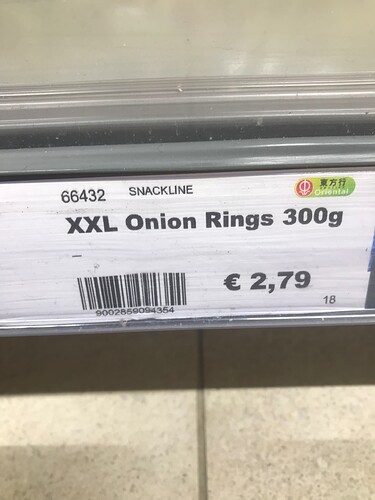 66432 SNACKLINE 東方行
Oriental
XXL Onion Rings 300g
€ 2,79
9002859094354
18